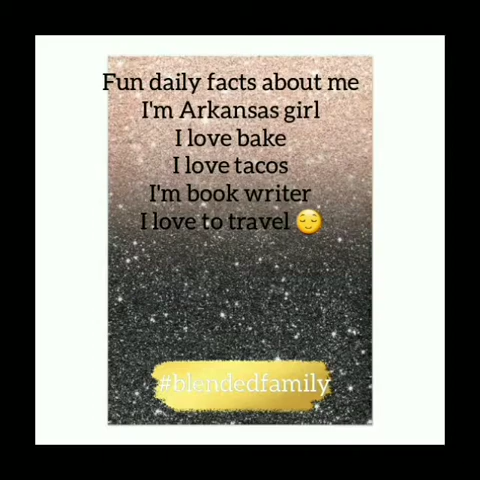 Fun daily facts about me
I'm Arkansas girl
I love bake
I love tacos
I'm book writer
I love to travel 😌
#blendedfamily